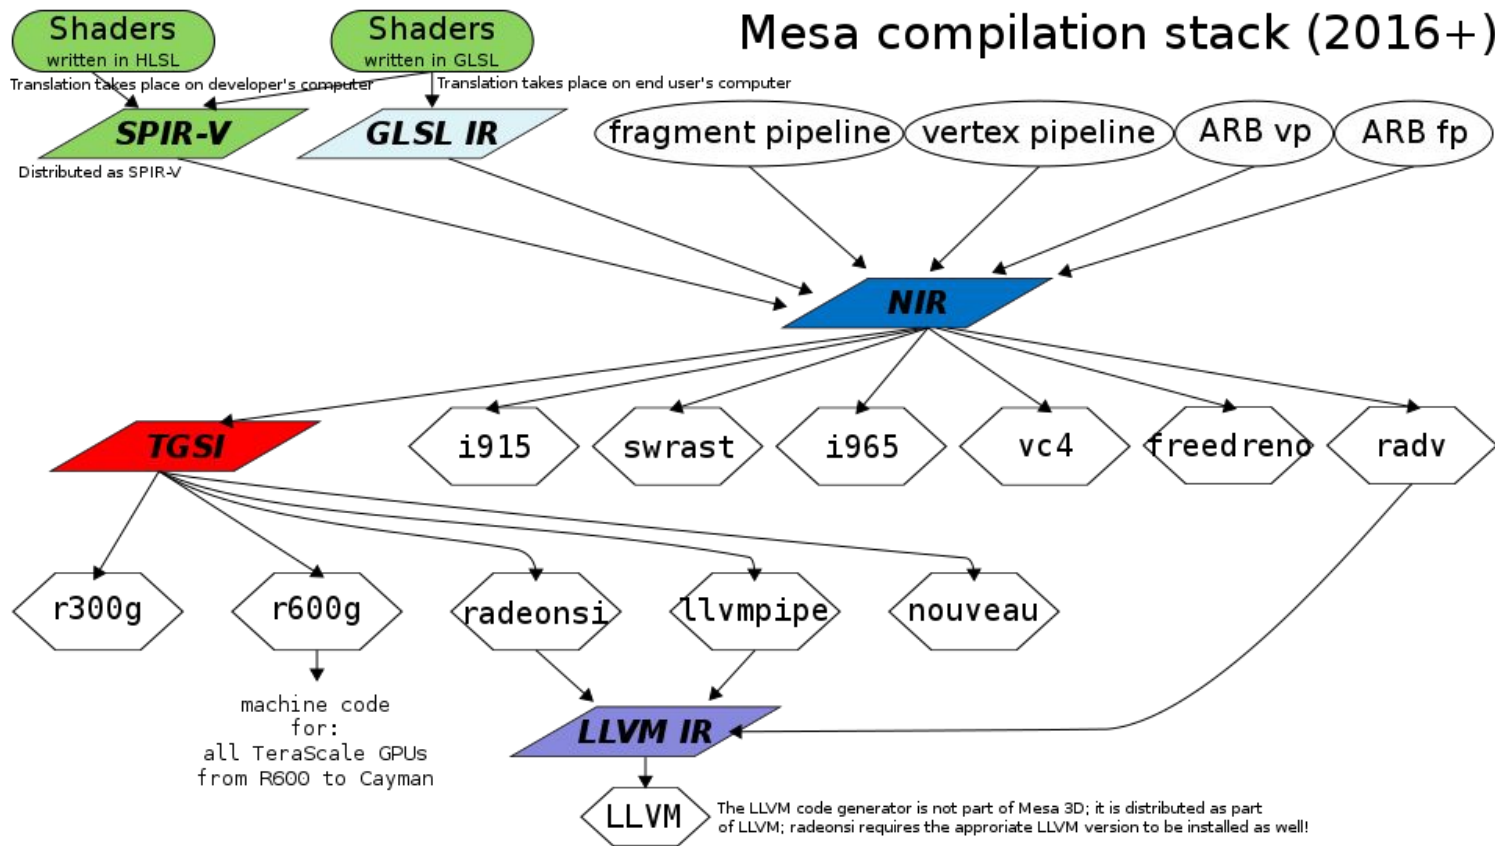 Mesa compilation stack (2016+)
Shaders
written in HLSL
Shaders
written in GLSL
Translation takes place on developer's computer
Translation takes place on end user's computer
SPIR-V
GLSL IR
fragment pipeline
vertex pipeline
ARB vp
ARB fp
Distributed as SPIR-V
NIR
TGSI
i915
swrast
i965
vc4
freedreno
radv
r300g
r600g
radeonsi
llvmpipe
nouveau
machine code
for:
all TeraScale GPUs
from R600 to Cayman
LLVM IR
LLVM
The LLVM code generator is not part of Mesa 3D; it is distributed as part
of LLVM; radeonsi requires the approriate LLVM version to be installed as well!